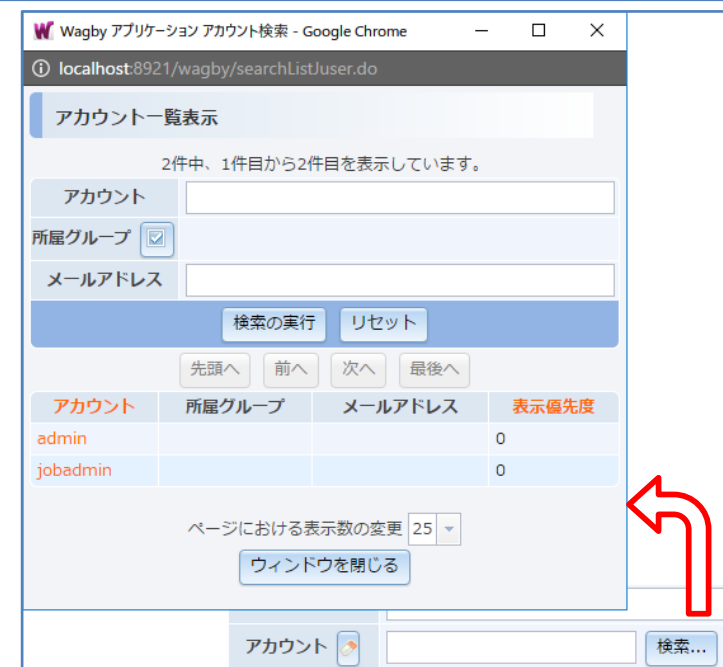 Wagby アプリケーション アカウント検索 - Google Chrome
localhost:8921/wagby/searchListJuser.do
アカウント一覧表示
2件中、1件目から2件目を表示しています。
アカウント
所属グループ
メールアドレス
検索の実行 リセット
先頭へ 前へ 次へ 最後へ
アカウント 所属グループ メールアドレス 表示優先度
admin 0
jobadmin 0
ページにおける表示数の変更 25
ウィンドウを閉じる
アカウント 検索...